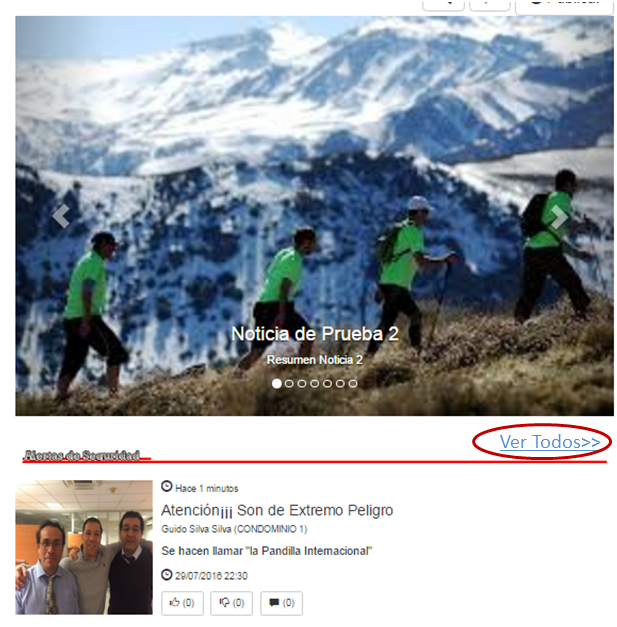 Noticia de Prueba 2
Resumen Noticia 2
Ver Todos>>
Alertas de Seguridad
Hace 1 minutos
Atención¡¡¡ Son de Extremo Peligro
Guido Silva Silva (CONDOMINIO 1)
Se hacen llamar "la Pandilla Internacional"
29/07/2016 22:30
(0) (0) (0)